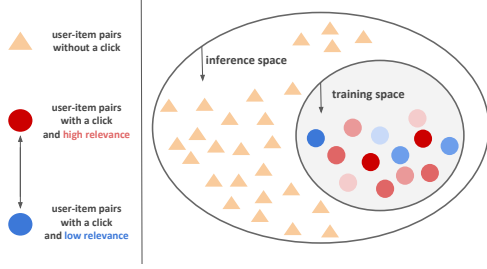 user-item pairs
without a click
user-item pairs
with a click
and high relevance
user-item pairs
with a click
and low relevance
inference space
training space